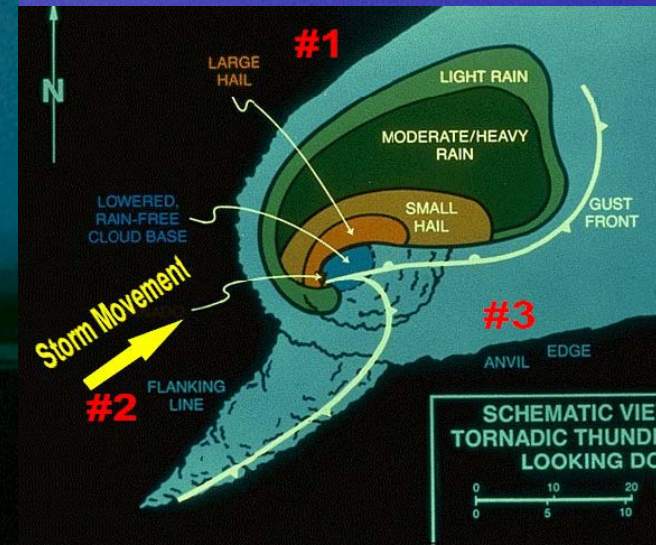 #1
LARGE
HAIL
LIGHT RAIN
N
MODERATE/HEAVY
RAIN
LOWERED,
RAIN-FREE
CLOUD BASE
SMALL
HAIL
GUST
FRONT
Storm Movement
#3
ANVIL EDGE
#2
FLANKING
LINE
SCHEMATIC VIE
TORNADIC THUND
LOOKING DO
0 10 20
0 5 10